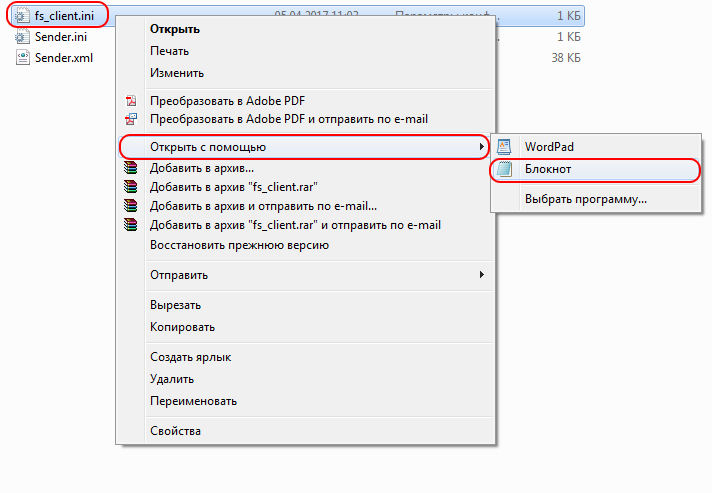 fs_client.ini 05.04.2017 11:03 1 КБ
Sender.ini 1 КБ
Sender.xml 38 КБ
Открыть
Печать
Изменить
Преобразовать в Adobe PDF
Преобразовать в Adobe PDF и отправить по e-mail
Открыть с помощью
WordPad
Блокнот
Выбрать программу...
Добавить в архив...
Добавить в архив "fs_client.rar"
Добавить в архив и отправить по e-mail...
Добавить в архив "fs_client.rar" и отправить по e-mail
Восстановить прежнюю версию
Отправить
Вырезать
Копировать
Создать ярлык
Удалить
Переименовать
Свойства